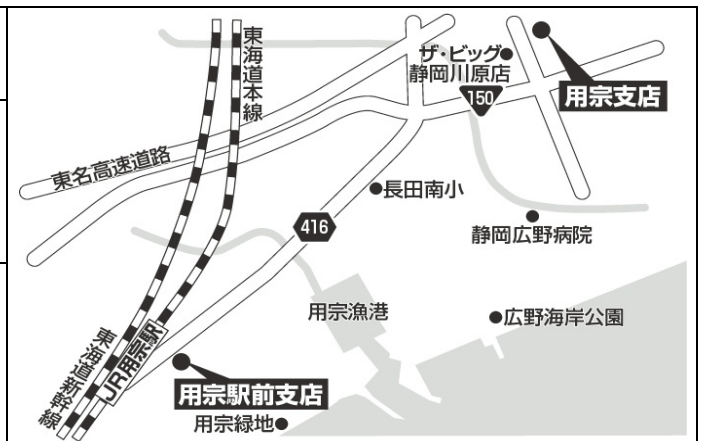 東海道本線
ザ・ビッグ
静岡川原店
150
用宗支店
東名高速道路
長田南小
416
静岡広野病院
用宗漁港
広野海岸公園
JR用宗駅
東海道新幹線
用宗駅前支店
用宗緑地